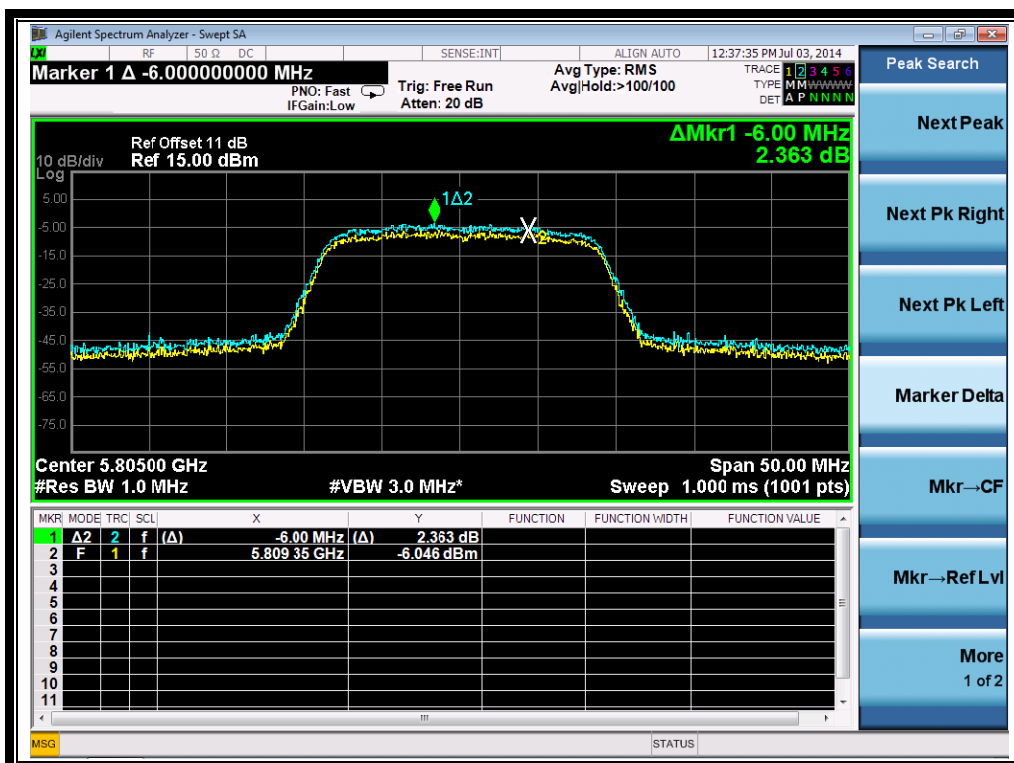 Agilent Spectrum Analyzer - Swept SA
LXI RF 50 Ω DC SENSE:INT ALIGN AUTO 12:37:35 PM Jul 03, 2014
Marker 1 Δ -6.000000000 MHz
PNO: Fast
IFGain:Low
Trig: Free Run
Atten: 20 dB
Avg Type: RMS
Avg|Hold:>100/100
TRACE 1 2 3 4 5 6
TYPE M M W W W W
DET A P N N N N
Peak Search
Next Peak
Next Pk Right
Next Pk Left
Marker Delta
Mkr→CF
Mkr→Ref Lvl
More
1 of 2
ΔMkr1 -6.00 MHz
2.363 dB
Ref Offset 11 dB
10 dB/div Ref 15.00 dBm
Log
5.00
-5.00
-15.0
-25.0
-35.0
-45.0
-55.0
-65.0
-75.0
1Δ2
X2
Center 5.80500 GHz Span 50.00 MHz
#Res BW 1.0 MHz #VBW 3.0 MHz* Sweep 1.000 ms (1001 pts)
MKR MODE TRC SCL X Y FUNCTION FUNCTION WIDTH FUNCTION VALUE
1 Δ2 2 f (Δ) -6.00 MHz (Δ) 2.363 dB
2 F 1 f 5.809 35 GHz -6.046 dBm
3
4
5
6
7
8
9
10
11
MSG STATUS